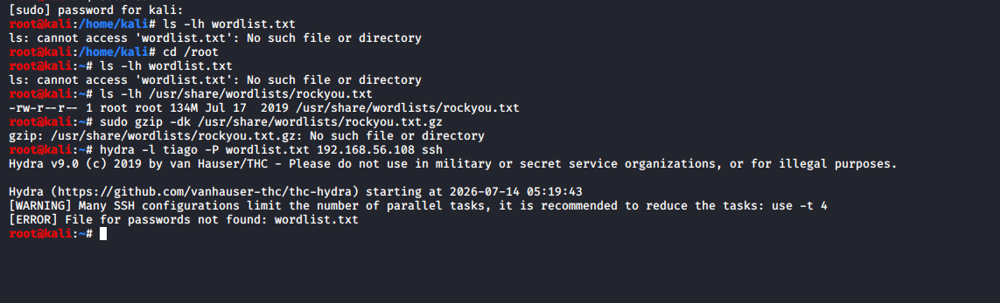 [sudo] password for kali:
root@kali:/home/kali# ls -lh wordlist.txt
ls: cannot access 'wordlist.txt': No such file or directory
root@kali:/home/kali# cd /root
root@kali:~# ls -lh wordlist.txt
ls: cannot access 'wordlist.txt': No such file or directory
root@kali:~# ls -lh /usr/share/wordlists/rockyou.txt
-rw-r--r-- 1 root root 134M Jul 17  2019 /usr/share/wordlists/rockyou.txt
root@kali:~# sudo gzip -dk /usr/share/wordlists/rockyou.txt.gz
gzip: /usr/share/wordlists/rockyou.txt.gz: No such file or directory
root@kali:~# hydra -l tiago -P wordlist.txt 192.168.56.108 ssh
Hydra v9.0 (c) 2019 by van Hauser/THC - Please do not use in military or secret service organizations, or for illegal purposes.

Hydra (https://github.com/vanhauser-thc/thc-hydra) starting at 2026-07-14 05:19:43
[WARNING] Many SSH configurations limit the number of parallel tasks, it is recommended to reduce the tasks: use -t 4
[ERROR] File for passwords not found: wordlist.txt
root@kali:~#